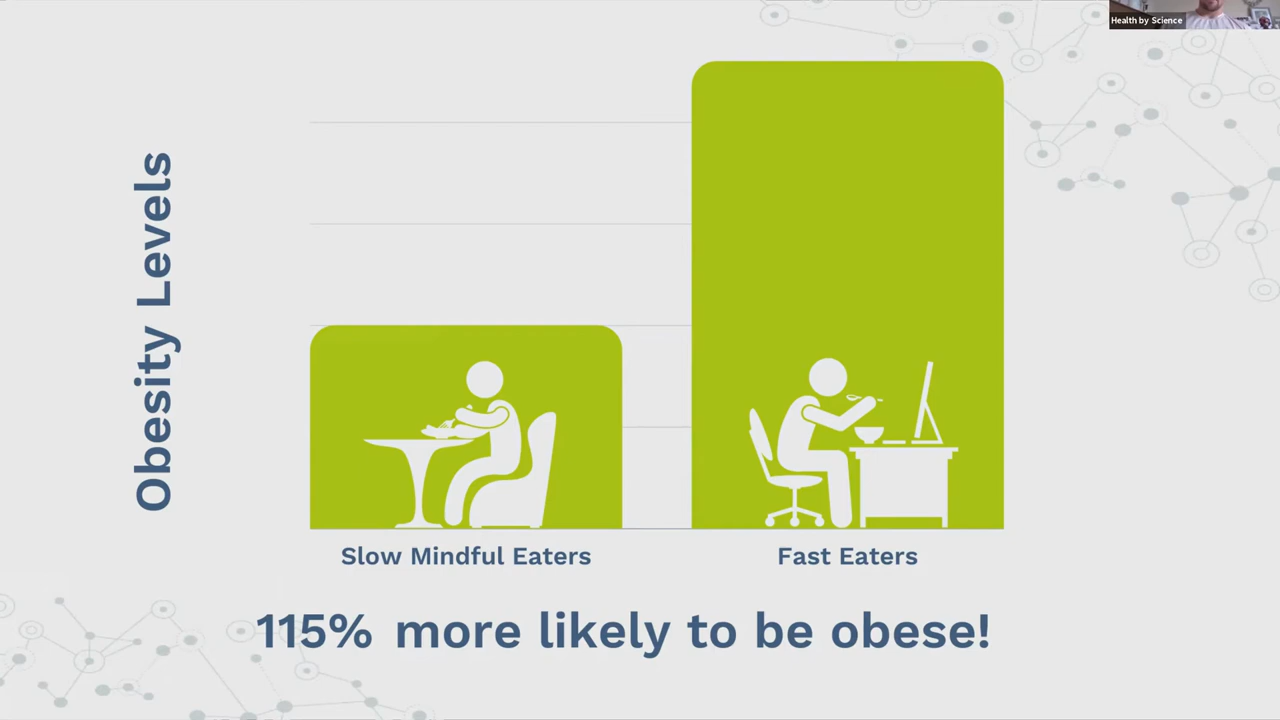 Health by Science
Obesity Levels
Slow Mindful Eaters
Fast Eaters
115% more likely to be obese!